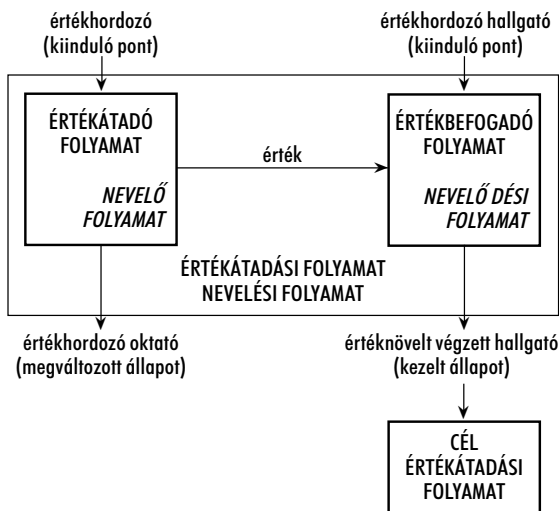 értékhordozó
(kiinduló pont)
értékhordozó hallgató
(kiinduló pont)
ÉRTÉKÁTADÓ
FOLYAMAT
NEVELŐ
FOLYAMAT
érték
ÉRTÉKBEFOGADÓ
FOLYAMAT
NEVELŐ DÉSI
FOLYAMAT
ÉRTÉKÁTADÁSI FOLYAMAT
NEVELÉSI FOLYAMAT
értékhordozó oktató
(megváltozott állapot)
értéknövelt végzett hallgató
(kezelt állapot)
CÉL
ÉRTÉKÁTADÁSI
FOLYAMAT